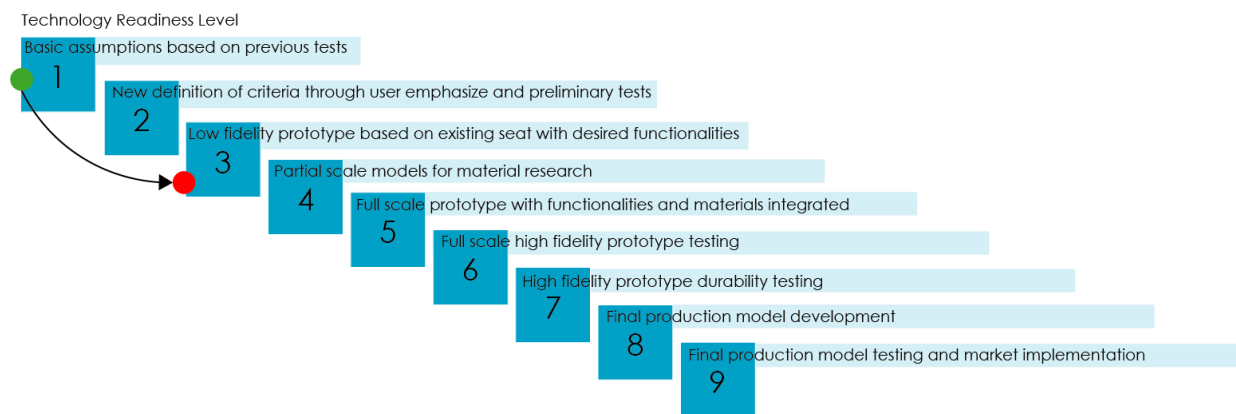 Technology Readiness Level
Basic assumptions based on previous tests
1
New definition of criteria through user emphasize and preliminary tests
2
Low fidelity prototype based on existing seat with desired functionalities
3
Partial scale models for material research
4
Full scale prototype with functionalities and materials integrated
5
Full scale high fidelity prototype testing
6
High fidelity prototype durability testing
7
Final production model development
8
Final production model testing and market implementation
9